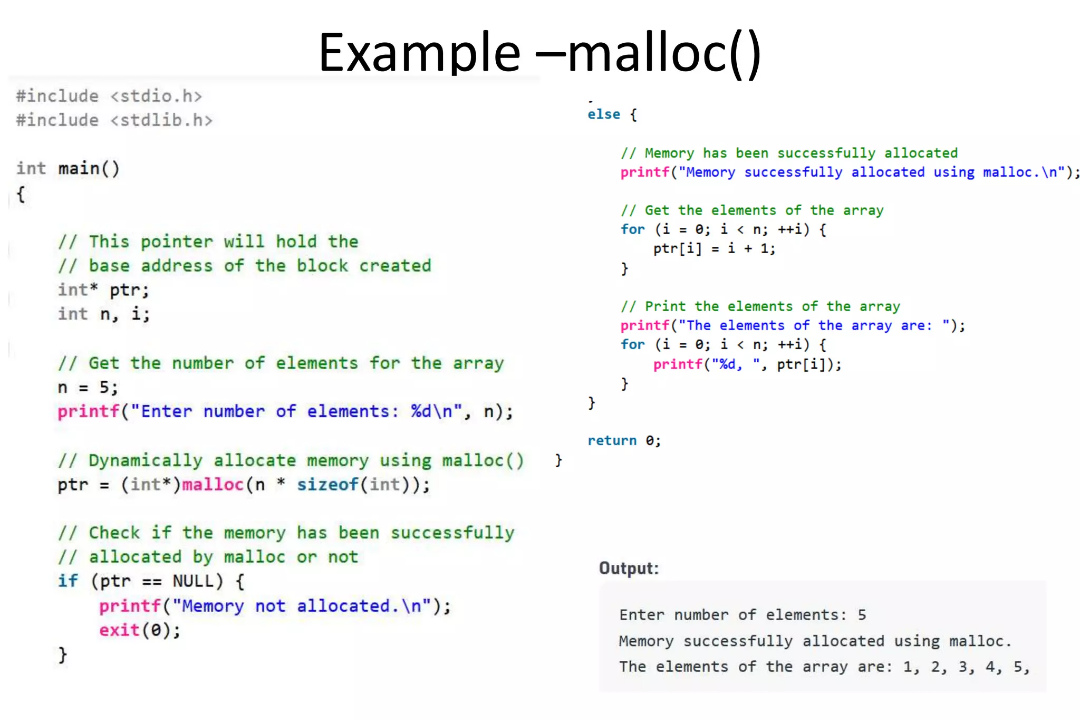 Example –malloc()
#include <stdio.h>
#include <stdlib.h>
int main()
{
// This pointer will hold the
// base address of the block created
int* ptr;
int n, i;
// Get the number of elements for the array
n = 5;
printf("Enter number of elements: %d\n", n);
// Dynamically allocate memory using malloc()
ptr = (int*)malloc(n * sizeof(int));
// Check if the memory has been successfully
// allocated by malloc or not
if (ptr == NULL) {
printf("Memory not allocated.\n");
exit(0);
}
else {
// Memory has been successfully allocated
printf("Memory successfully allocated using malloc.\n");
// Get the elements of the array
for (i = 0; i < n; ++i) {
ptr[i] = i + 1;
}
// Print the elements of the array
printf("The elements of the array are: ");
for (i = 0; i < n; ++i) {
printf("%d, ", ptr[i]);
}
}
return 0;
}
Output:
Enter number of elements: 5
Memory successfully allocated using malloc.
The elements of the array are: 1, 2, 3, 4, 5,